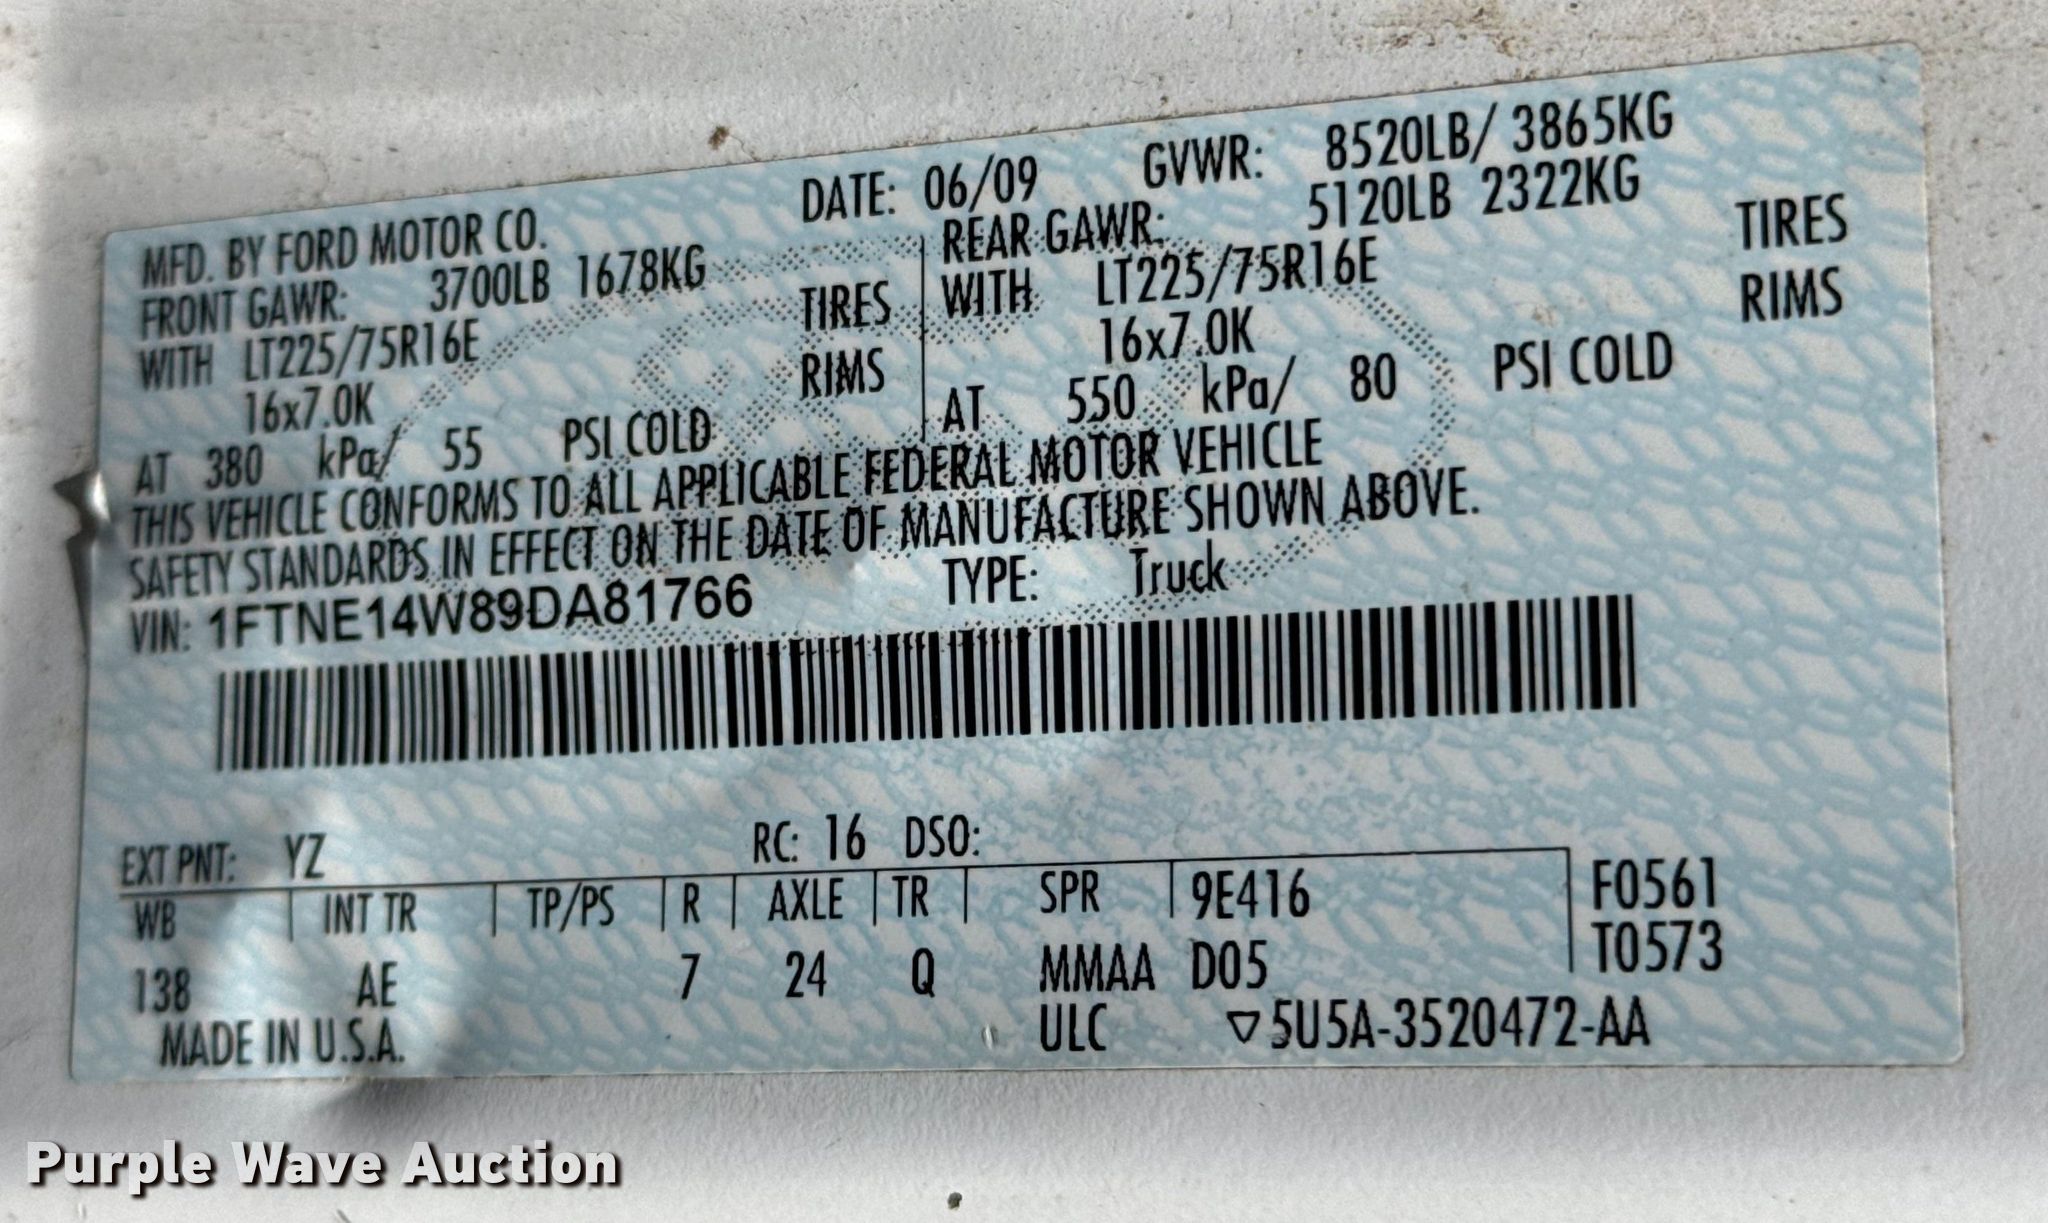 MFD. BY FORD MOTOR CO. DATE: 06/09 GVWR: 8520LB/ 3865KG
FRONT GAWR: 3700LB 1678KG
WITH LT225/75R16E TIRES
16x7.0K RIMS
AT 380 kPa/ 55 PSI COLD
REAR GAWR: 5120LB 2322KG
WITH LT225/75R16E TIRES
16x7.0K RIMS
AT 550 kPa/ 80 PSI COLD
THIS VEHICLE CONFORMS TO ALL APPLICABLE FEDERAL MOTOR VEHICLE
SAFETY STANDARDS IN EFFECT ON THE DATE OF MANUFACTURE SHOWN ABOVE.
VIN: 1FTNE14W89DA81766 TYPE: Truck
EXT PNT: YZ RC: 16 DSO:
WB INT TR TP/PS R AXLE TR SPR 9E416 F0561
138 AE 7 24 Q MMAA D05 T0573
MADE IN U.S.A. ULC ▽5U5A-3520472-AA
Purple Wave Auction